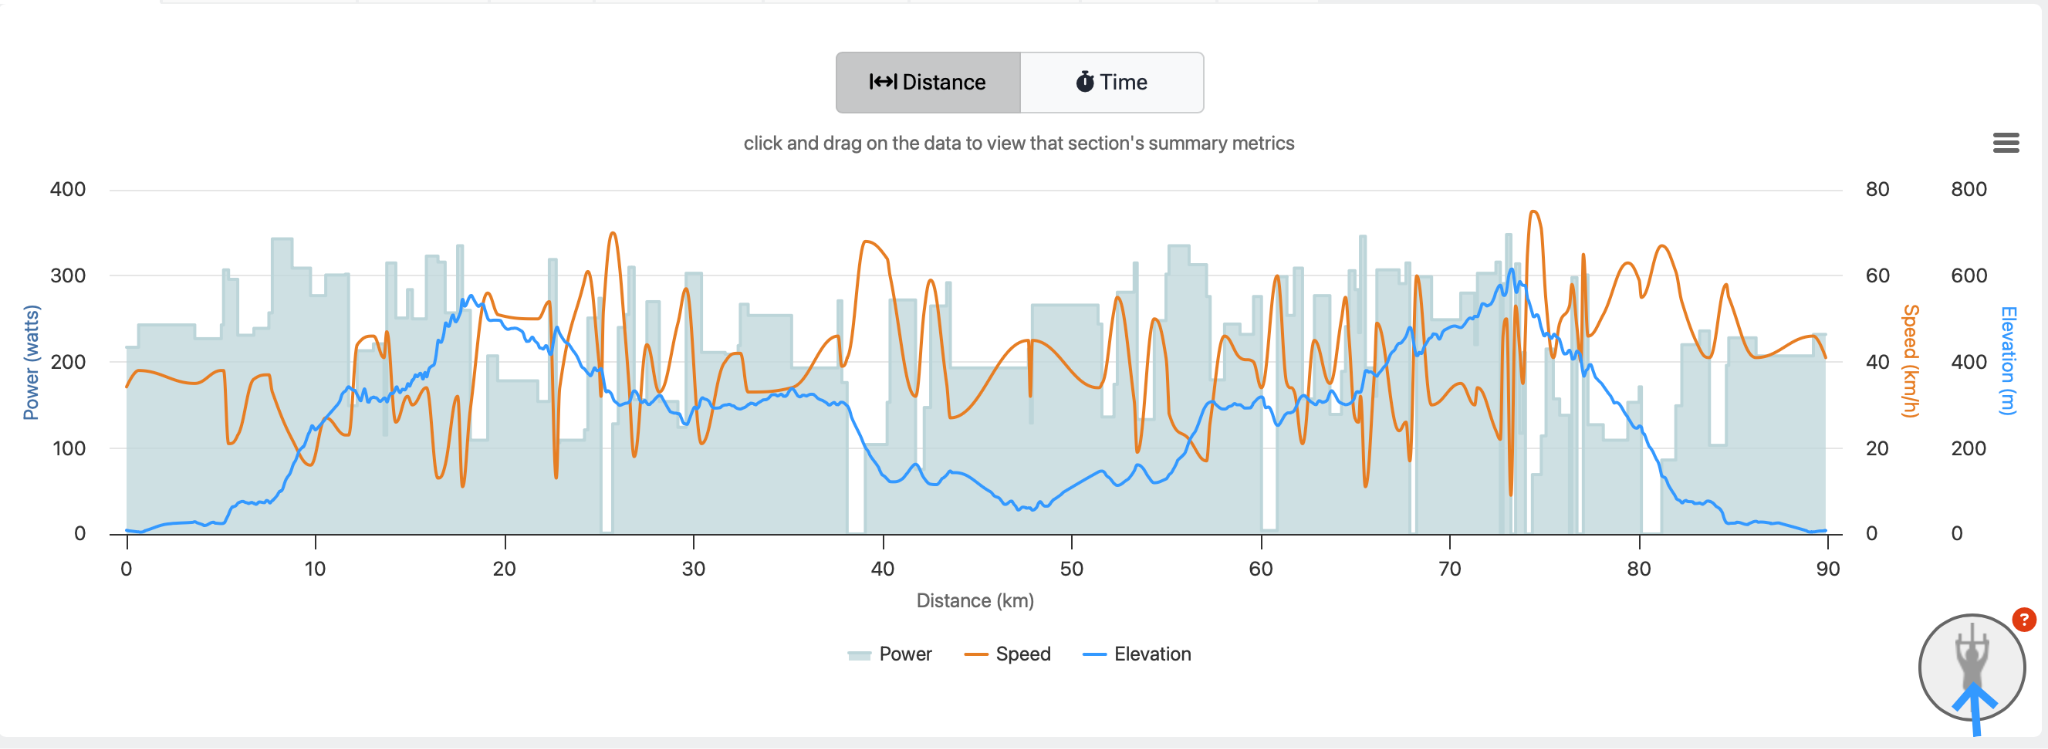 Distance Time
click and drag on the data to view that section's summary metrics
400 80 800
300 60 600
200 40 400
100 20 200
0 0 0
Power (watts)
Speed (km/h)
Elevation (m)
0 10 20 30 40 50 60 70 80 90
Distance (km)
Power Speed Elevation
?